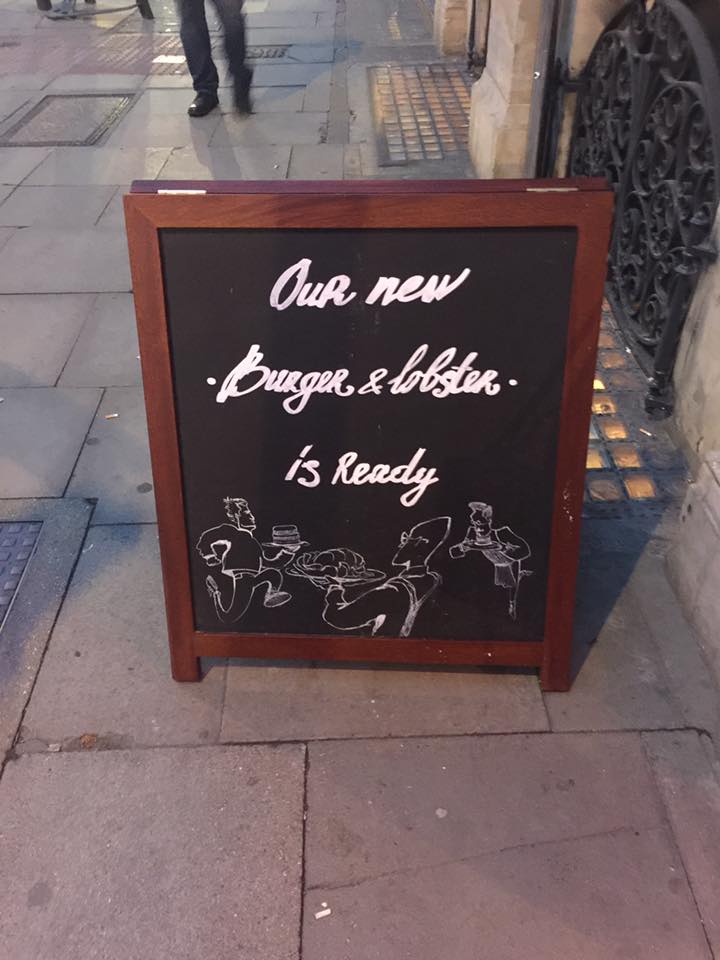 Our new
·Burger & lobster·
is Ready